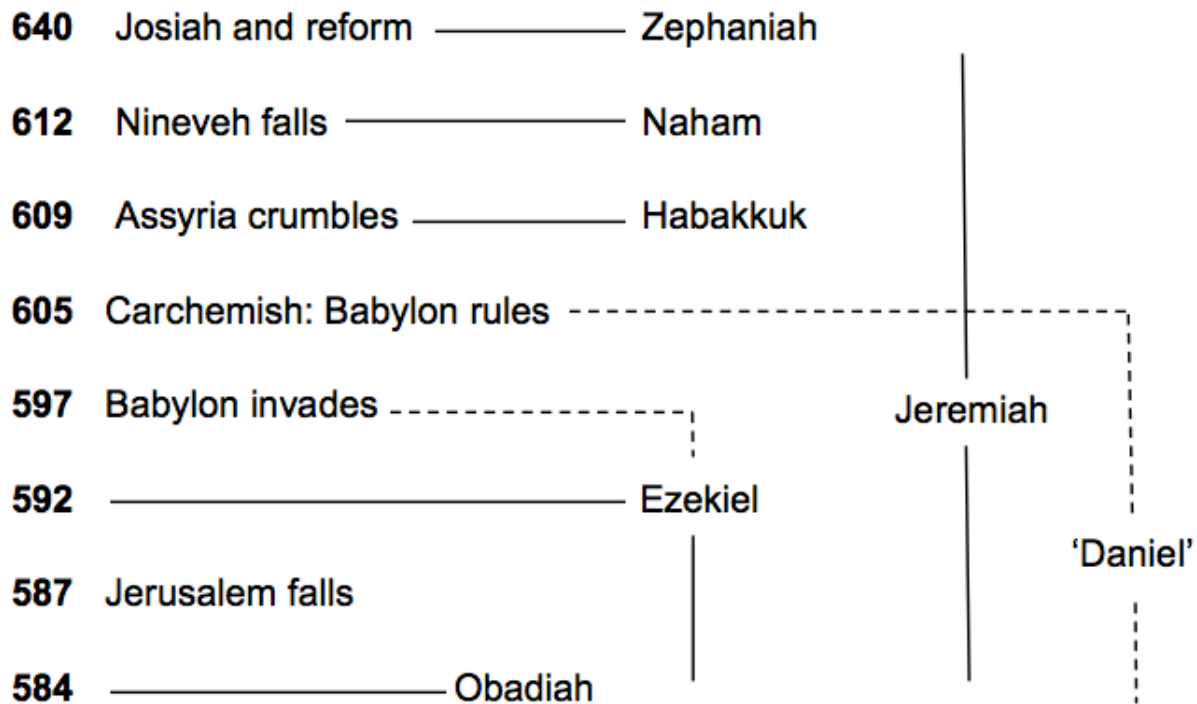 640 Josiah and reform Zephaniah
612 Nineveh falls Naham
609 Assyria crumbles Habakkuk
605 Carchemish: Babylon rules
597 Babylon invades Jeremiah
592 Ezekiel
‘Daniel’
587 Jerusalem falls
584 Obadiah